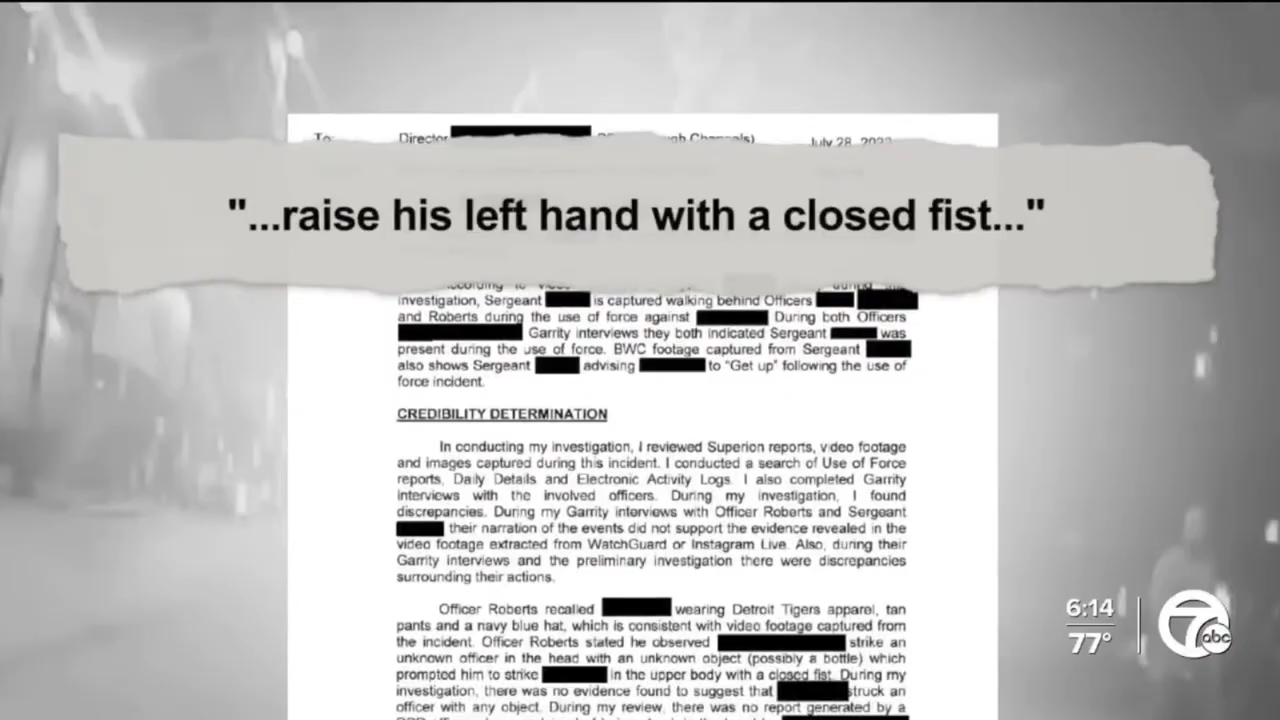 To: Director
July 28, 2022
"...raise his left hand with a closed fist..."
investigation, Sergeant is captured walking behind Officers
and Roberts during the use of force against During both Officers
Garrity interviews they both indicated Sergeant was
present during the use of force. BWC footage captured from Sergeant
also shows Sergeant advising to "Get up" following the use of
force incident.
CREDIBILITY DETERMINATION
In conducting my investigation, I reviewed Superion reports, video footage
and images captured during this incident. I conducted a search of Use of Force
reports, Daily Details and Electronic Activity Logs. I also completed Garrity
interviews with the involved officers. During my investigation, I found
discrepancies. During my Garrity interviews with Officer Roberts and Sergeant
their narration of the events did not support the evidence revealed in the
video footage extracted from WatchGuard or Instagram Live. Also, during their
Garrity interviews and the preliminary investigation there were discrepancies
surrounding their actions.
Officer Roberts recalled wearing Detroit Tigers apparel, tan
pants and a navy blue hat, which is consistent with video footage captured from
the incident. Officer Roberts stated he observed strike an
unknown officer in the head with an unknown object (possibly a bottle) which
prompted him to strike in the upper body with a closed fist. During my
investigation, there was no evidence found to suggest that struck an
officer with any object. During my review, there was no report generated by a
6:14
77°
7 abc